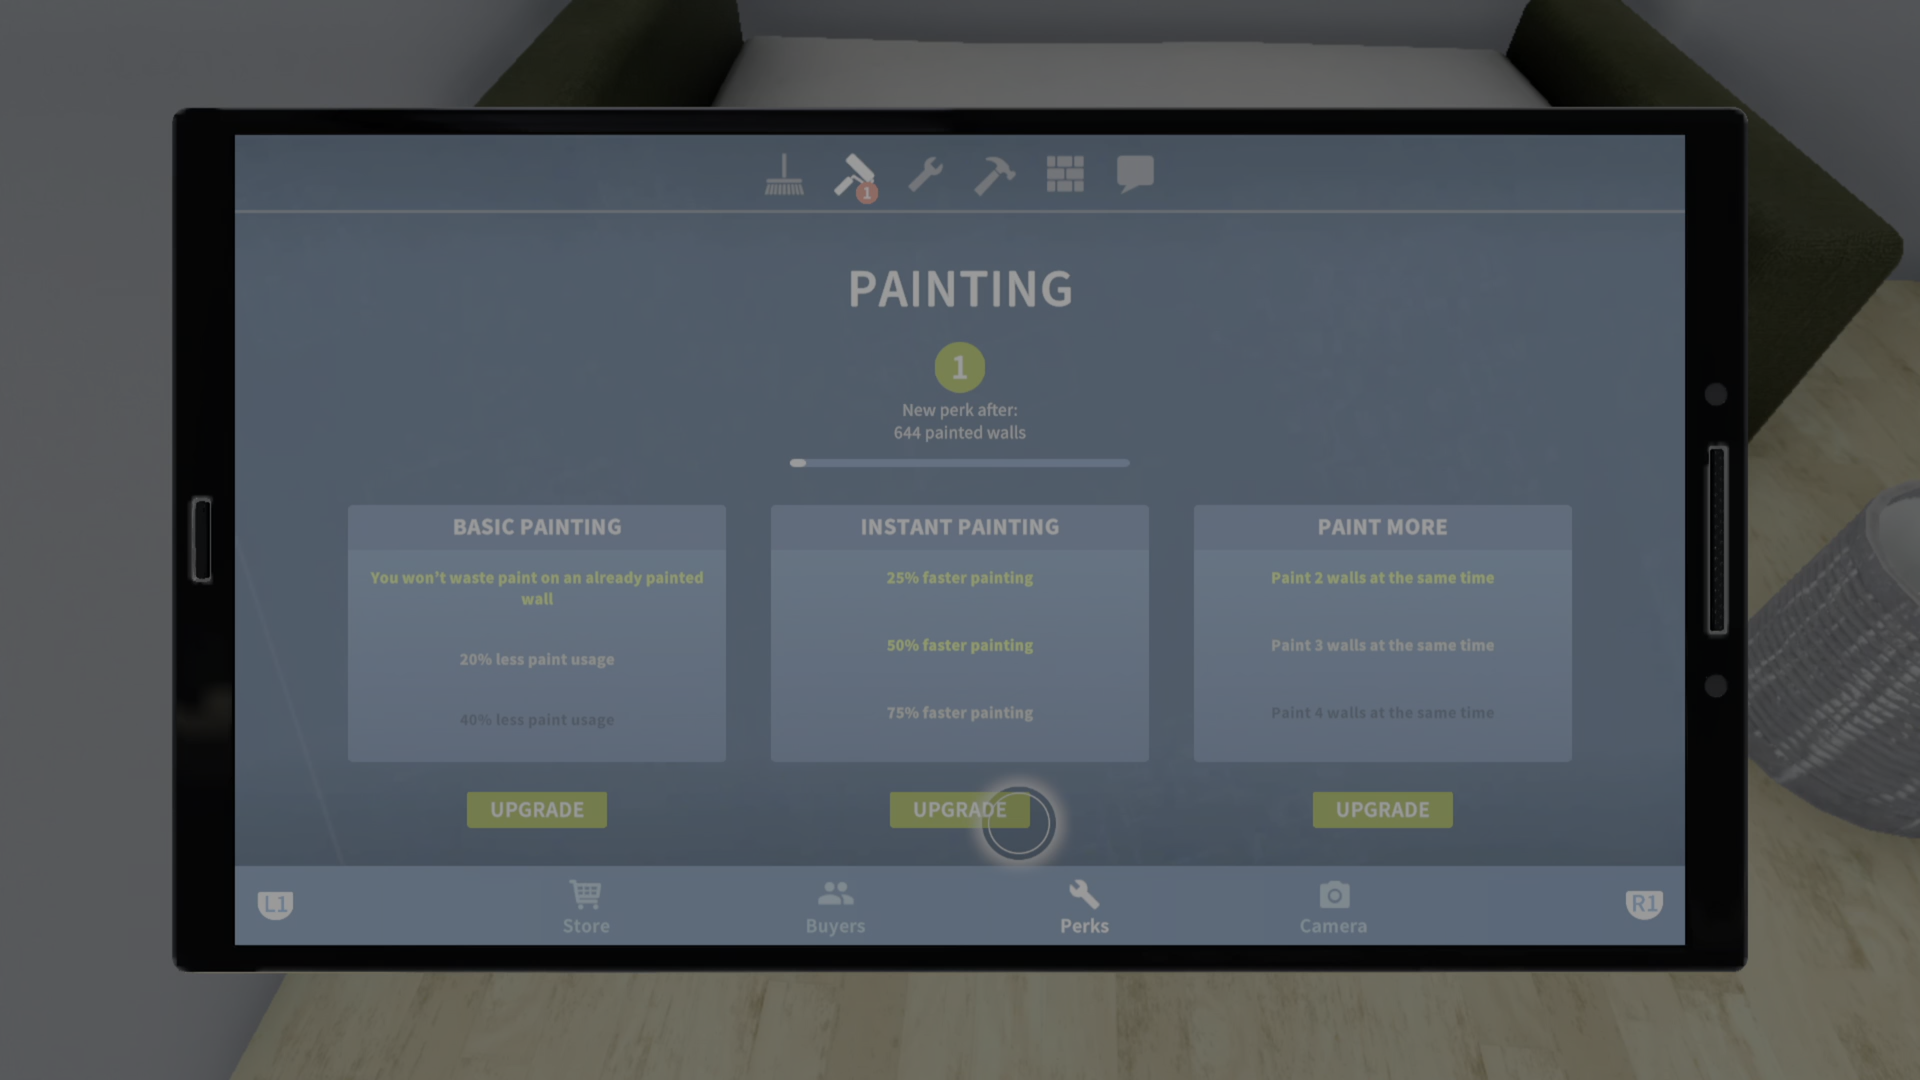 1
PAINTING
1
New perk after:
644 painted walls
BASIC PAINTING
You won't waste paint on an already painted
wall
20% less paint usage
40% less paint usage
UPGRADE
INSTANT PAINTING
25% faster painting
50% faster painting
75% faster painting
UPGRADE
PAINT MORE
Paint 2 walls at the same time
Paint 3 walls at the same time
Paint 4 walls at the same time
UPGRADE
L1
Store
Buyers
Perks
Camera
R1